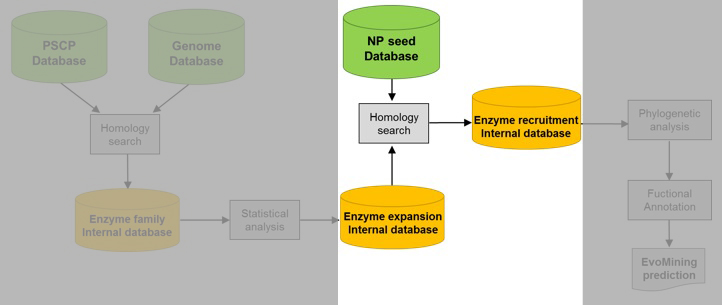 PSCP
Database
Genome
Database
Homology
search
Enzyme family
Internal database
Statistical
analysis
NP seed
Database
Homology
search
Enzyme expansion
Internal database
Enzyme recruitment
Internal database
Phylogenetic
analysis
Fuctional
Annotation
EvoMining
prediction